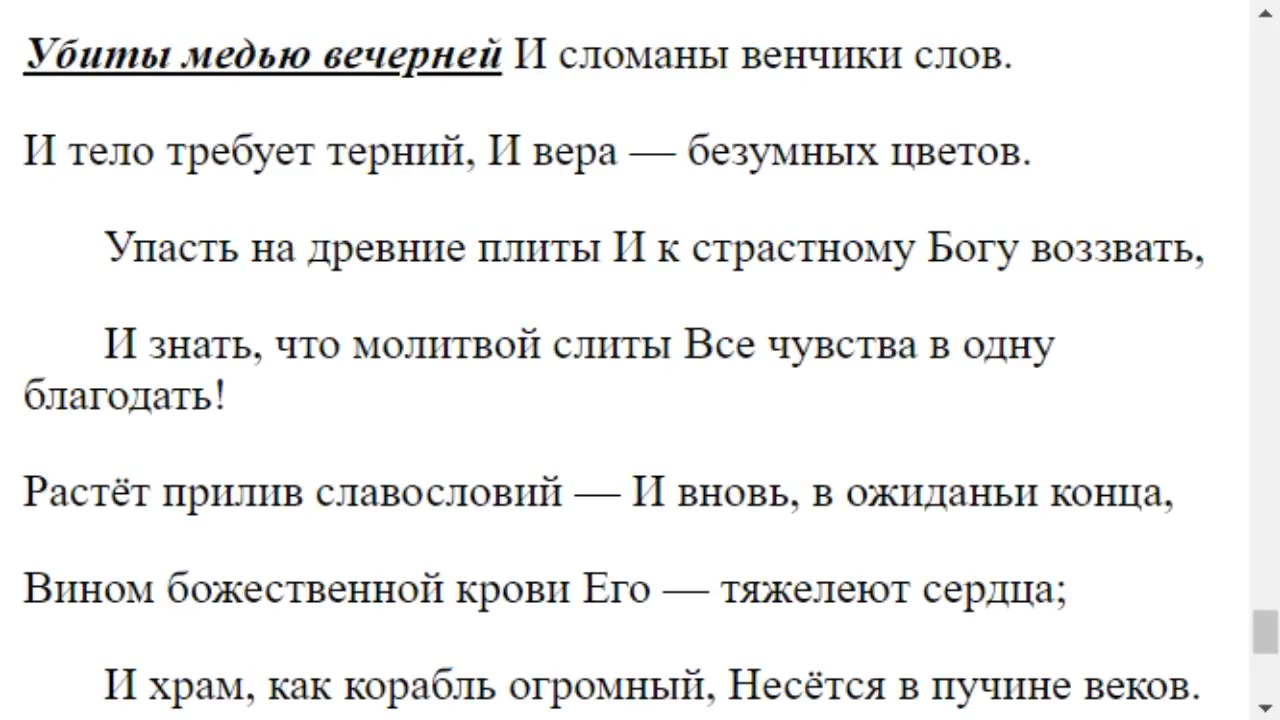 Убиты медью вечерней И сломаны венчики слов.
И тело требует терний, И вера — безумных цветов.
Упасть на древние плиты И к страстному Богу воззвать,
И знать, что молитвой слиты Все чувства в одну
благодать!
Растёт прилив славословий — И вновь, в ожиданьи конца,
Вином божественной крови Его — тяжелеют сердца;
И храм, как корабль огромный, Несётся в пучине веков.